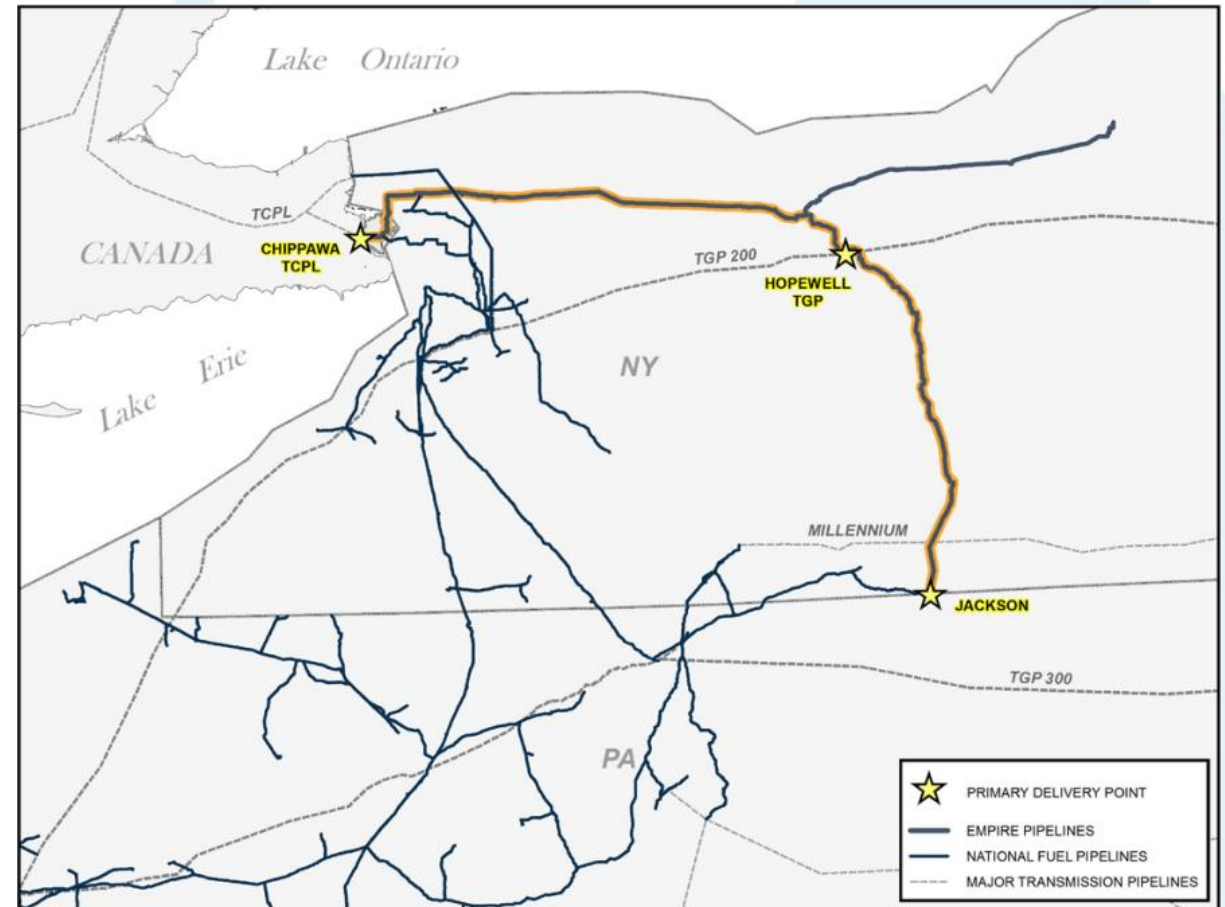 Lake Ontario
TCPL
CANADA
CHIPPAWA
TCPL
TGP 200
HOPEWELL
TGP
NY
Lake Erie
MILLENNIUM
JACKSON
TGP 300
PA
PRIMARY DELIVERY POINT
EMPIRE PIPELINES
NATIONAL FUEL PIPELINES
MAJOR TRANSMISSION PIPELINES